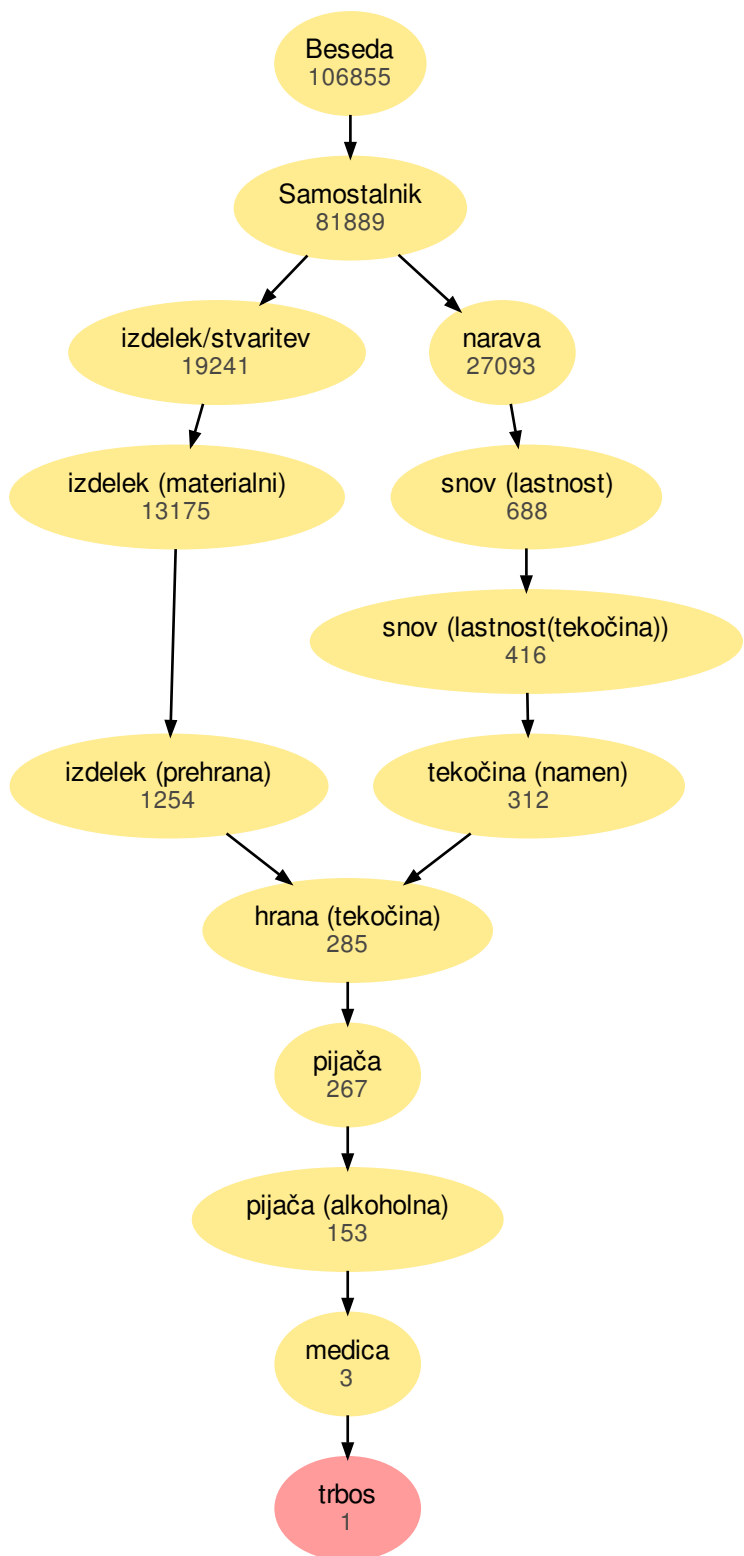 Beseda
106855
Samostalnik
81889
izdelek/stvaritev
19241
narava
27093
izdelek (materialni)
13175
snov (lastnost)
688
snov (lastnost(tekočina))
416
izdelek (prehrana)
1254
tekočina (namen)
312
hrana (tekočina)
285
pijača
267
pijača (alkoholna)
153
medica
3
trbos
1